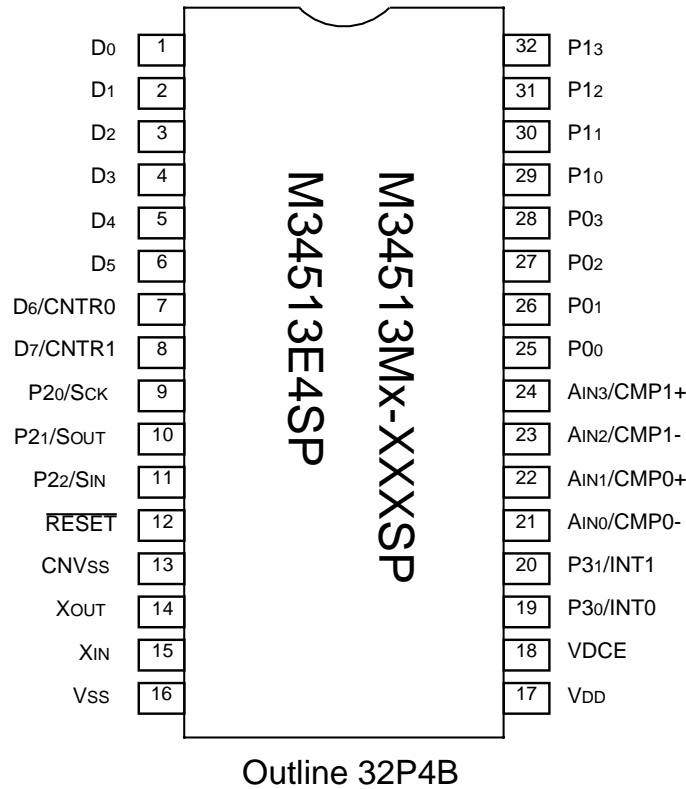 D0 1 32 P13
D1 2 31 P12
D2 3 30 P11
D3 4 29 P10
D4 5 28 P03
D5 6 27 P02
D6/CNTR0 7 26 P01
D7/CNTR1 8 25 P00
P20/SCK 9 24 AIN3/CMP1+
P21/SOUT 10 23 AIN2/CMP1-
P22/SIN 11 22 AIN1/CMP0+
RESET 12 21 AIN0/CMP0-
CNVSS 13 20 P31/INT1
XOUT 14 19 P30/INT0
XIN 15 18 VDCE
VSS 16 17 VDD
M34513Mx-XXXSP
M34513E4SP
Outline 32P4B